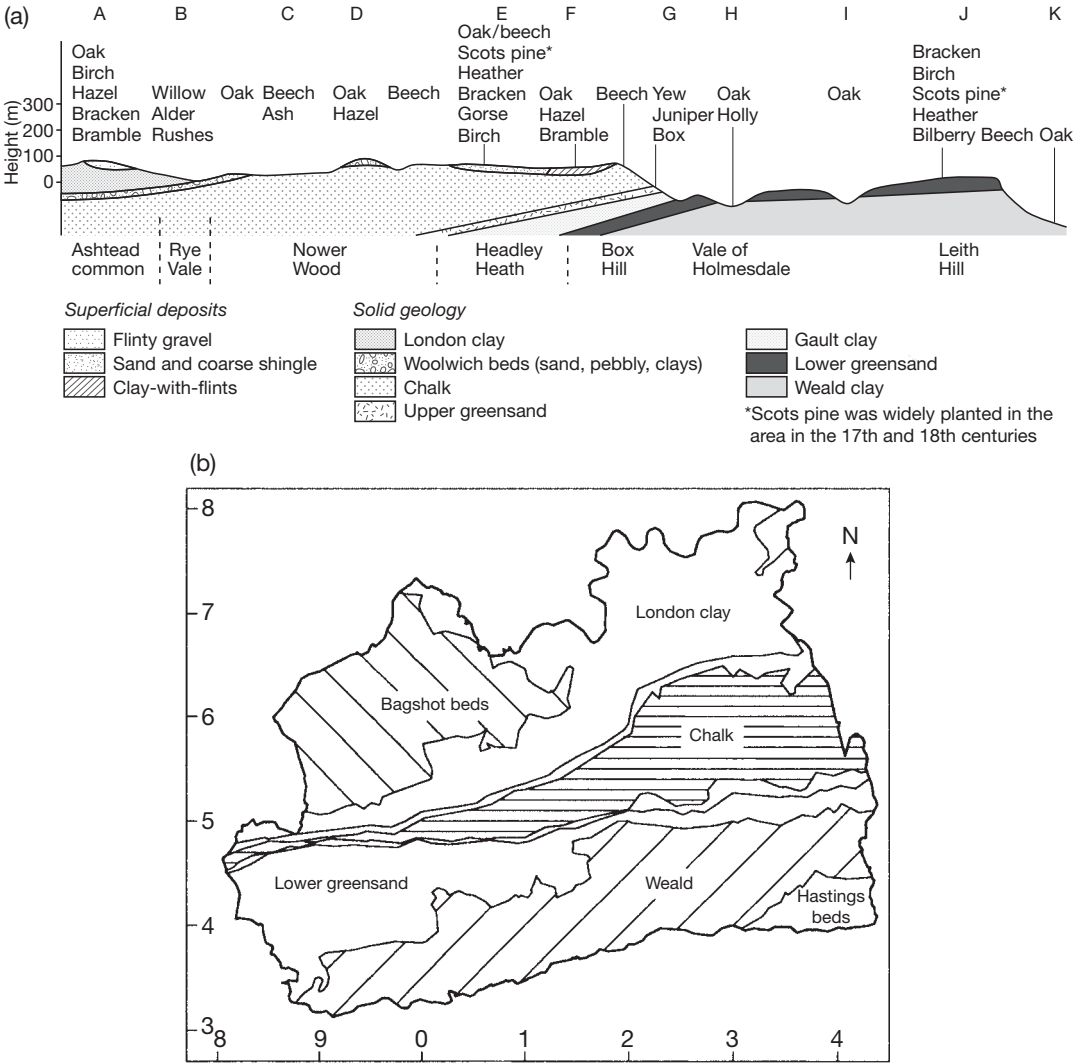 (a)
A B C D E F G H I J K
Oak
Birch
Hazel
Bracken
Bramble
Willow
Alder
Rushes
Oak
Beech
Ash
Oak
Hazel
Beech
Oak/beech
Scots pine*
Heather
Bracken
Gorse
Birch
Oak
Hazel
Bramble
Beech
Yew
Juniper
Box
Oak
Holly
Oak
Bracken
Birch
Scots pine*
Heather
Bilberry
Beech
Oak
Height (m)
300
200
100
0
Ashtead
common
Rye
Vale
Nower
Wood
Headley
Heath
Box
Hill
Vale of
Holmesdale
Leith
Hill
Superficial deposits
Flinty gravel
Sand and coarse shingle
Clay-with-flints
Solid geology
London clay
Woolwich beds (sand, pebbly, clays)
Chalk
Upper greensand
Gault clay
Lower greensand
Weald clay
*Scots pine was widely planted in the
area in the 17th and 18th centuries
(b)
8
7
6
5
4
3
N
London clay
Bagshot beds
Chalk
Lower greensand
Weald
Hastings
beds
8 9 0 1 2 3 4